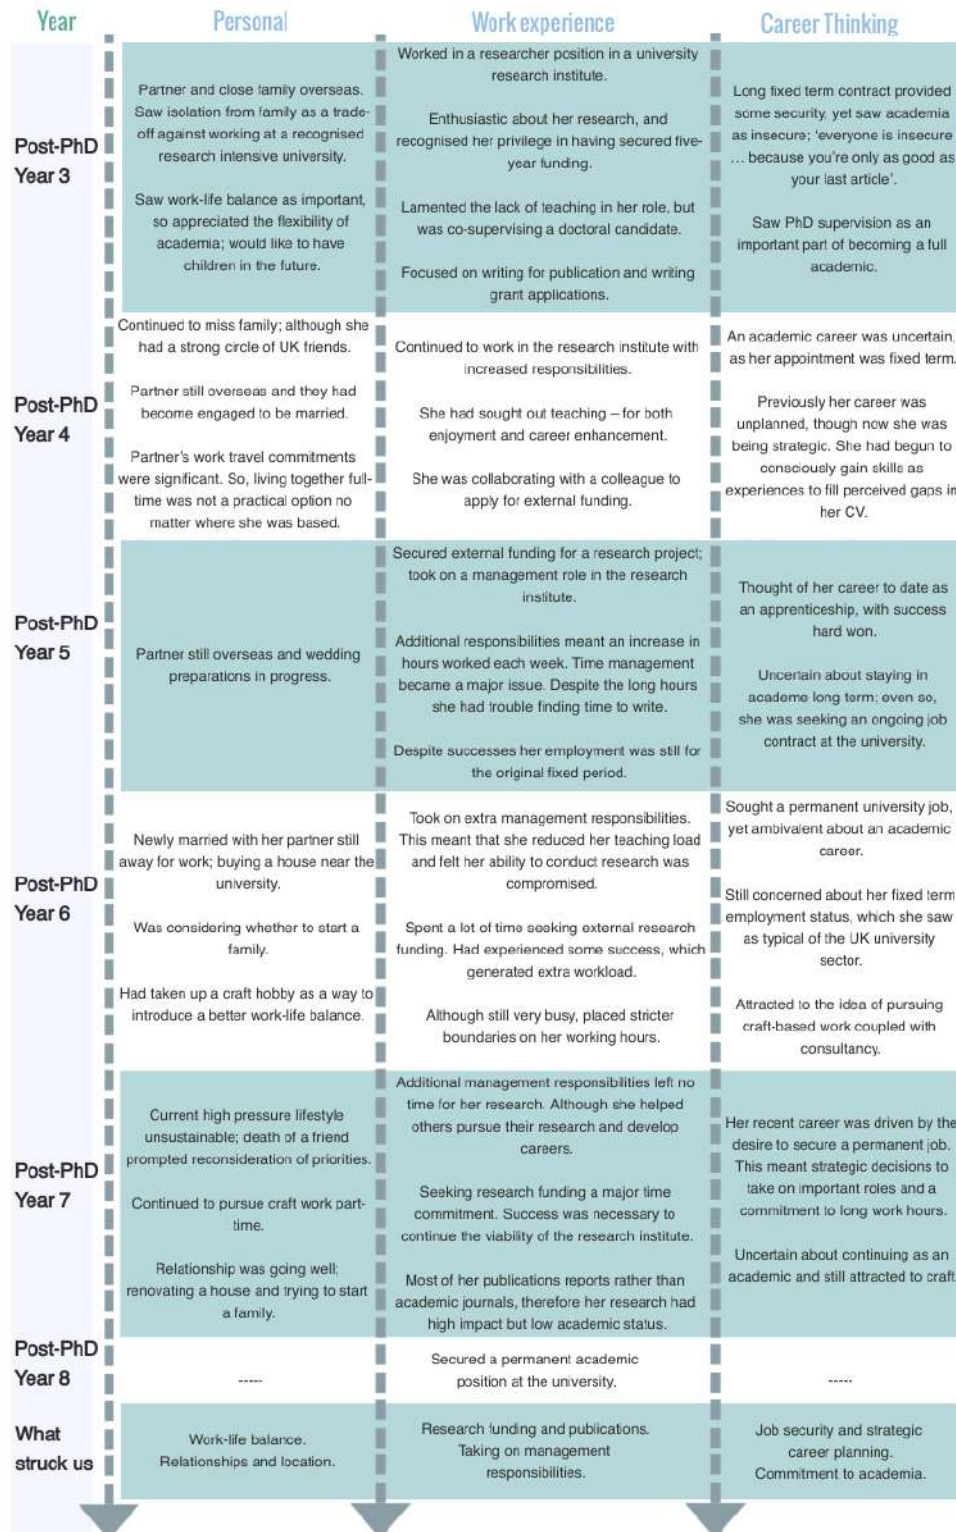 Year
Personal
Work experience
Career Thinking
Post-PhD
Year 3
Partner and close family overseas.
Saw isolation from family as a trade-
off against working at a recognised
research intensive university.
Saw work-life balance as important,
so appreciated the flexibility of
academia; would like to have
children in the future.
Worked in a researcher position in a university
research institute.
Enthusiastic about her research, and
recognised her privilege in having secured five-
year funding.
Lamented the lack of teaching in her role, but
was co-supervising a doctoral candidate.
Focused on writing for publication and writing
grant applications.
Long fixed term contract provided
some security, yet saw academia
as insecure; ‘everyone is insecure
… because you’re only as good as
your last article’.
Saw PhD supervision as an
important part of becoming a full
academic.
Post-PhD
Year 4
Continued to miss family; although she
had a strong circle of UK friends.
Partner still overseas and they had
become engaged to be married.
Partner’s work travel commitments
were significant. So, living together full-
time was not a practical option no
matter where she was based.
Continued to work in the research institute with
increased responsibilities.
She had sought out teaching – for both
enjoyment and career enhancement.
She was collaborating with a colleague to
apply for external funding.
An academic career was uncertain,
as her appointment was fixed term.
Previously her career was
unplanned, though now she was
being strategic. She had begun to
consciously gain skills as
experiences to fill perceived gaps in
her CV.
Post-PhD
Year 5
Partner still overseas and wedding
preparations in progress.
Secured external funding for a research project;
took on a management role in the research
institute.
Additional responsibilities meant an increase in
hours worked each week. Time management
became a major issue. Despite the long hours
she had trouble finding time to write.
Despite successes her employment was still for
the original fixed period.
Thought of her career to date as
an apprenticeship, with success
hard won.
Uncertain about staying in
academe long term; even so,
she was seeking an ongoing job
contract at the university.
Post-PhD
Year 6
Newly married with her partner still
away for work; buying a house near the
university.
Was considering whether to start a
family.
Had taken up a craft hobby as a way to
introduce a better work-life balance.
Took on extra management responsibilities.
This meant that she reduced her teaching load
and felt her ability to conduct research was
compromised.
Spent a lot of time seeking external research
funding. Had experienced some success, which
generated extra workload.
Although still very busy, placed stricter
boundaries on her working hours.
Sought a permanent university job,
yet ambivalent about an academic
career.
Still concerned about her fixed term
employment status, which she saw
as typical of the UK university
sector.
Attracted to the idea of pursuing
craft-based work coupled with
consultancy.
Post-PhD
Year 7
Current high pressure lifestyle
unsustainable; death of a friend
prompted reconsideration of priorities.
Continued to pursue craft work part-
time.
Relationship was going well;
renovating a house and trying to start
a family.
Additional management responsibilities left no
time for her research. Although she helped
others pursue their research and develop
careers.
Seeking research funding a major time
commitment. Success was necessary to
continue the viability of the research institute.
Most of her publications reports rather than
academic journals, therefore her research had
high impact but low academic status.
Her recent career was driven by the
desire to secure a permanent job.
This meant strategic decisions to
take on important roles and a
commitment to long work hours.
Uncertain about continuing as an
academic and still attracted to craft.
Post-PhD
Year 8
-----
Secured a permanent academic
position at the university.
-----
What
struck us
Work-life balance.
Relationships and location.
Research funding and publications.
Taking on management
responsibilities.
Job security and strategic
career planning.
Commitment to academia.